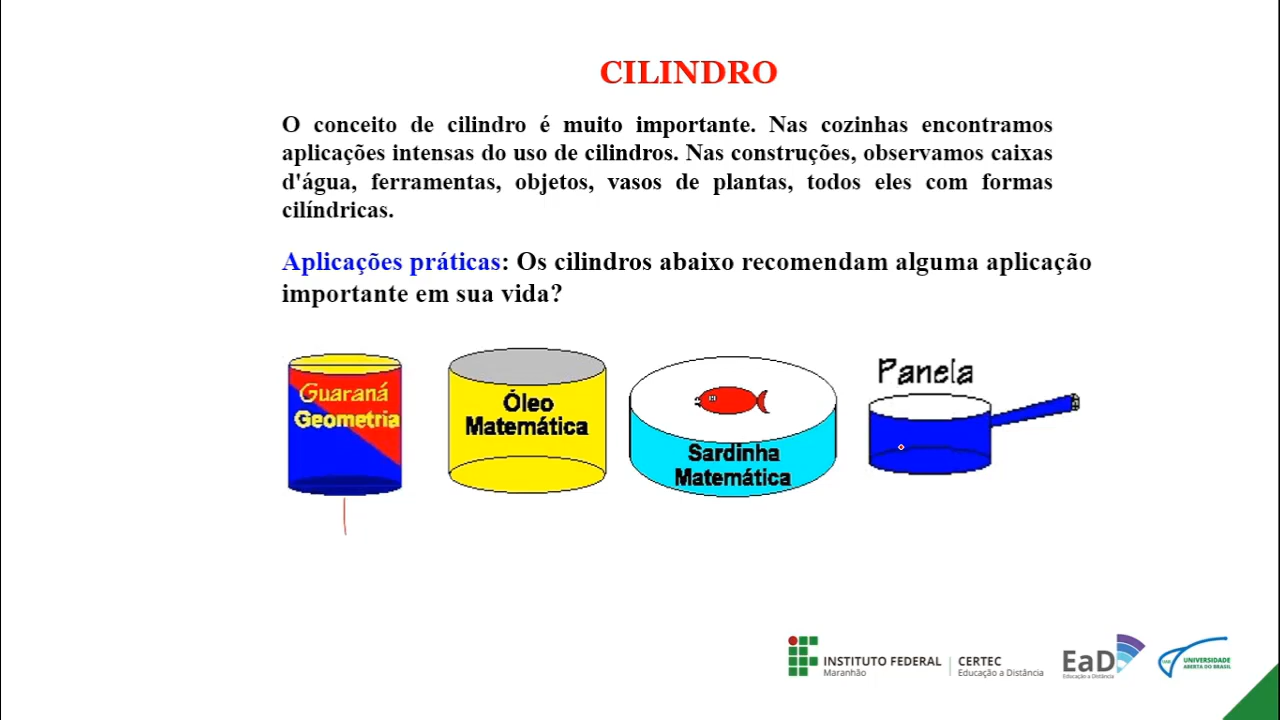 CILINDRO
O conceito de cilindro é muito importante. Nas cozinhas encontramos
aplicações intensas do uso de cilindros. Nas construções, observamos caixas
d'água, ferramentas, objetos, vasos de plantas, todos eles com formas
cilíndricas.
Aplicações práticas: Os cilindros abaixo recomendam alguma aplicação
importante em sua vida?
Guaraná
Geometria
Óleo
Matemática
Sardinha
Matemática
Panela
INSTITUTO FEDERAL
Maranhão
CERTEC
Educação a Distância
EaD
Educação a Distância
UNIVERSIDADE
ABERTA DO BRASIL